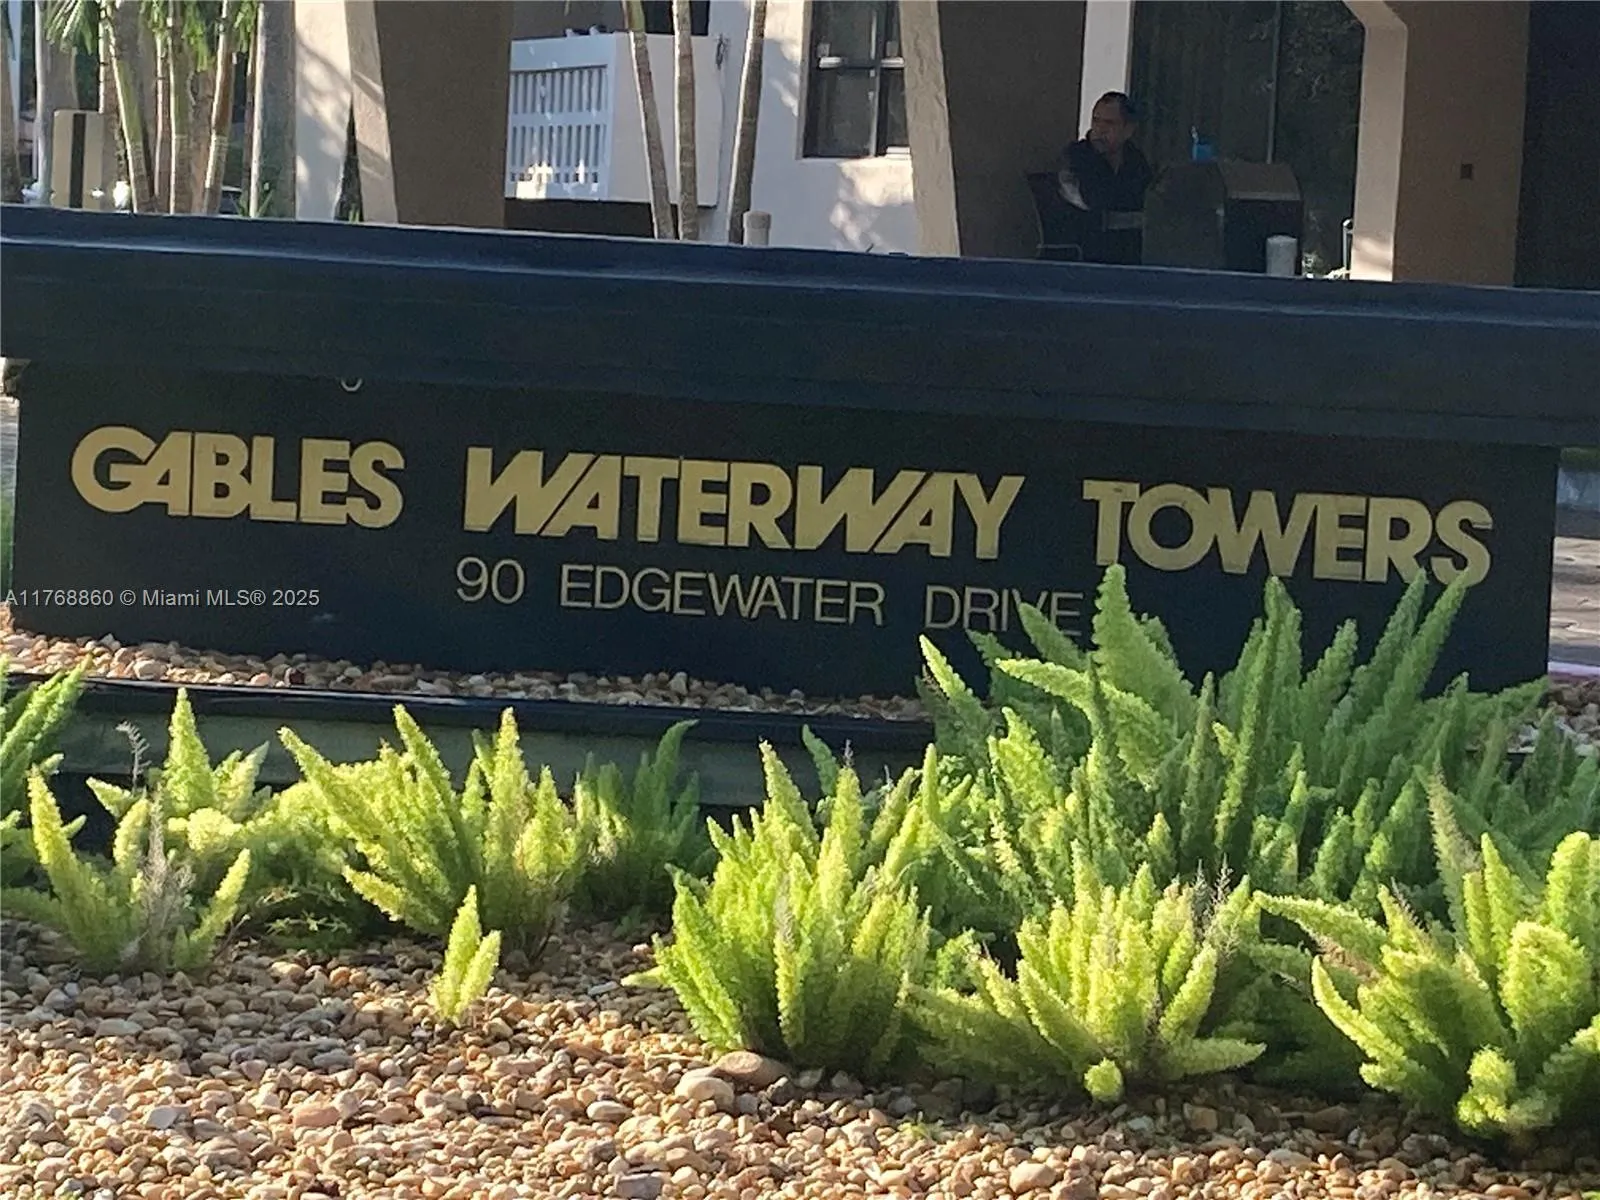 GABLES WATERWAY TOWERS
90 EDGEWATER DRIVE
A11768860 © Miami MLS® 2025